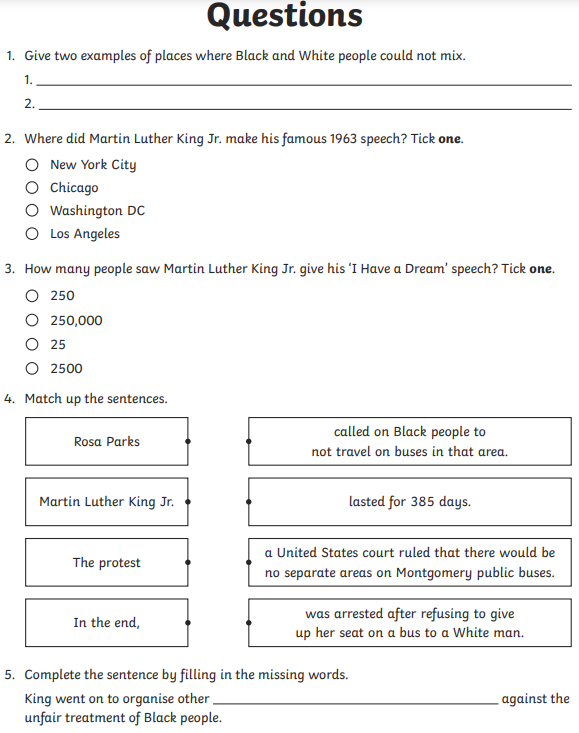 Questions
1. Give two examples of places where Black and White people could not mix.
1.
2.
2. Where did Martin Luther King Jr. make his famous 1963 speech? Tick one.
New York City
Chicago
Washington DC
Los Angeles
3. How many people saw Martin Luther King Jr. give his ‘I Have a Dream’ speech? Tick one.
250
250,000
25
2500
4. Match up the sentences.
Rosa Parks
called on Black people to
not travel on buses in that area.
Martin Luther King Jr.
lasted for 385 days.
The protest
a United States court ruled that there would be
no separate areas on Montgomery public buses.
In the end,
was arrested after refusing to give
up her seat on a bus to a White man.
5. Complete the sentence by filling in the missing words.
King went on to organise other ______ against the
unfair treatment of Black people.